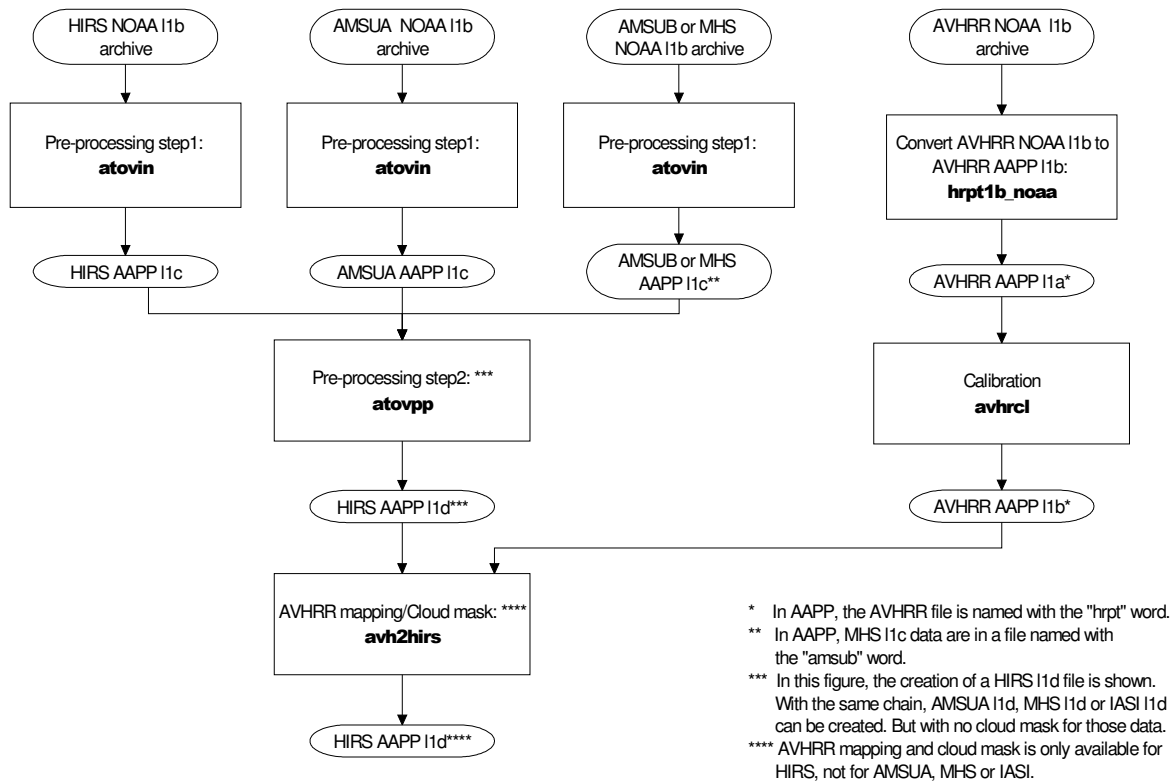 HIRS NOAA l1b
archive
AMSUA NOAA l1b
archive
AMSUB or MHS
NOAA l1b archive
AVHRR NOAA l1b
archive
Pre-processing step1:
atovin
Pre-processing step1:
atovin
Pre-processing step1:
atovin
Convert AVHRR NOAA l1b to
AVHRR AAPP l1b:
hrpt1b_noaa
HIRS AAPP l1c
AMSUA AAPP l1c
AMSUB or MHS
AAPP l1c**
AVHRR AAPP l1a*
Pre-processing step2: ***
atovpp
Calibration
avhrcl
HIRS AAPP l1d***
AVHRR AAPP l1b*
AVHRR mapping/Cloud mask: ****
avh2hirs
HIRS AAPP l1d****
* In AAPP, the AVHRR file is named with the "hrpt" word.
** In AAPP, MHS l1c data are in a file named with
the "amsub" word.
*** In this figure, the creation of a HIRS l1d file is shown.
With the same chain, AMSUA l1d, MHS l1d or IASI l1d
can be created. But with no cloud mask for those data.
**** AVHRR mapping and cloud mask is only available for
HIRS, not for AMSUA, MHS or IASI.